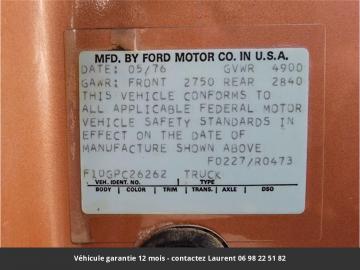 MFD. BY FORD MOTOR CO. IN U.S.A.
DATE: 05/76 GVWR 4900
GAWR: FRONT 2750 REAR 2840
THIS VEHICLE CONFORMS TO
ALL APPLICABLE FEDERAL MOTOR
VEHICLE SAFETY STANDARDS IN
EFFECT ON THE DATE OF
MANUFACTURE SHOWN ABOVE
F0227/R0473
F10GPC26262 TRUCK
VEH. IDENT. NO. TYPE
BODY COLOR TRIM TRANS. AXLE DSO
Véhicule garantie 12 mois - contactez Laurent 06 98 22 51 82